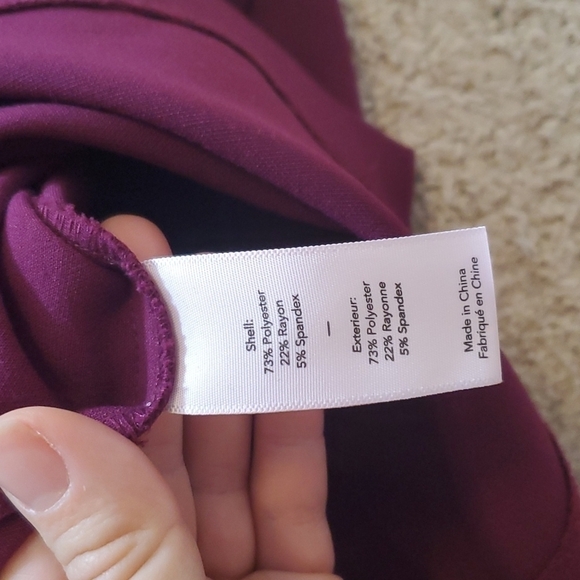 Shell:
73% Polyester
22% Rayon
5% Spandex
—
Exterieur:
73% Polyester
22% Rayonne
5% Spandex
Made in China
Fabriqué en Chine